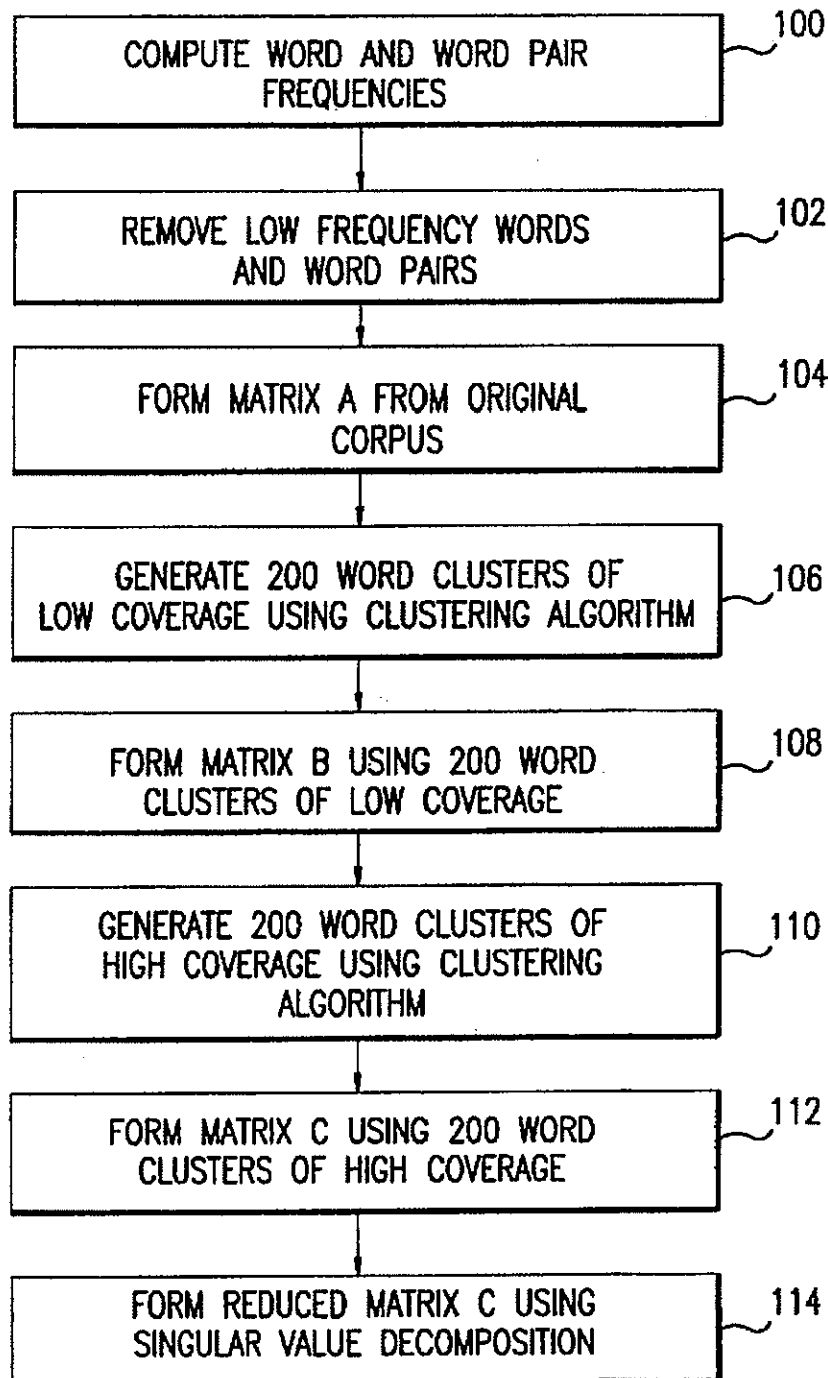 100
COMPUTE WORD AND WORD PAIR
FREQUENCIES
102
REMOVE LOW FREQUENCY WORDS
AND WORD PAIRS
104
FORM MATRIX A FROM ORIGINAL
CORPUS
106
GENERATE 200 WORD CLUSTERS OF
LOW COVERAGE USING CLUSTERING ALGORITHM
108
FORM MATRIX B USING 200 WORD
CLUSTERS OF LOW COVERAGE
110
GENERATE 200 WORD CLUSTERS OF
HIGH COVERAGE USING CLUSTERING
ALGORITHM
112
FORM MATRIX C USING 200 WORD
CLUSTERS OF HIGH COVERAGE
114
FORM REDUCED MATRIX C USING
SINGULAR VALUE DECOMPOSITION